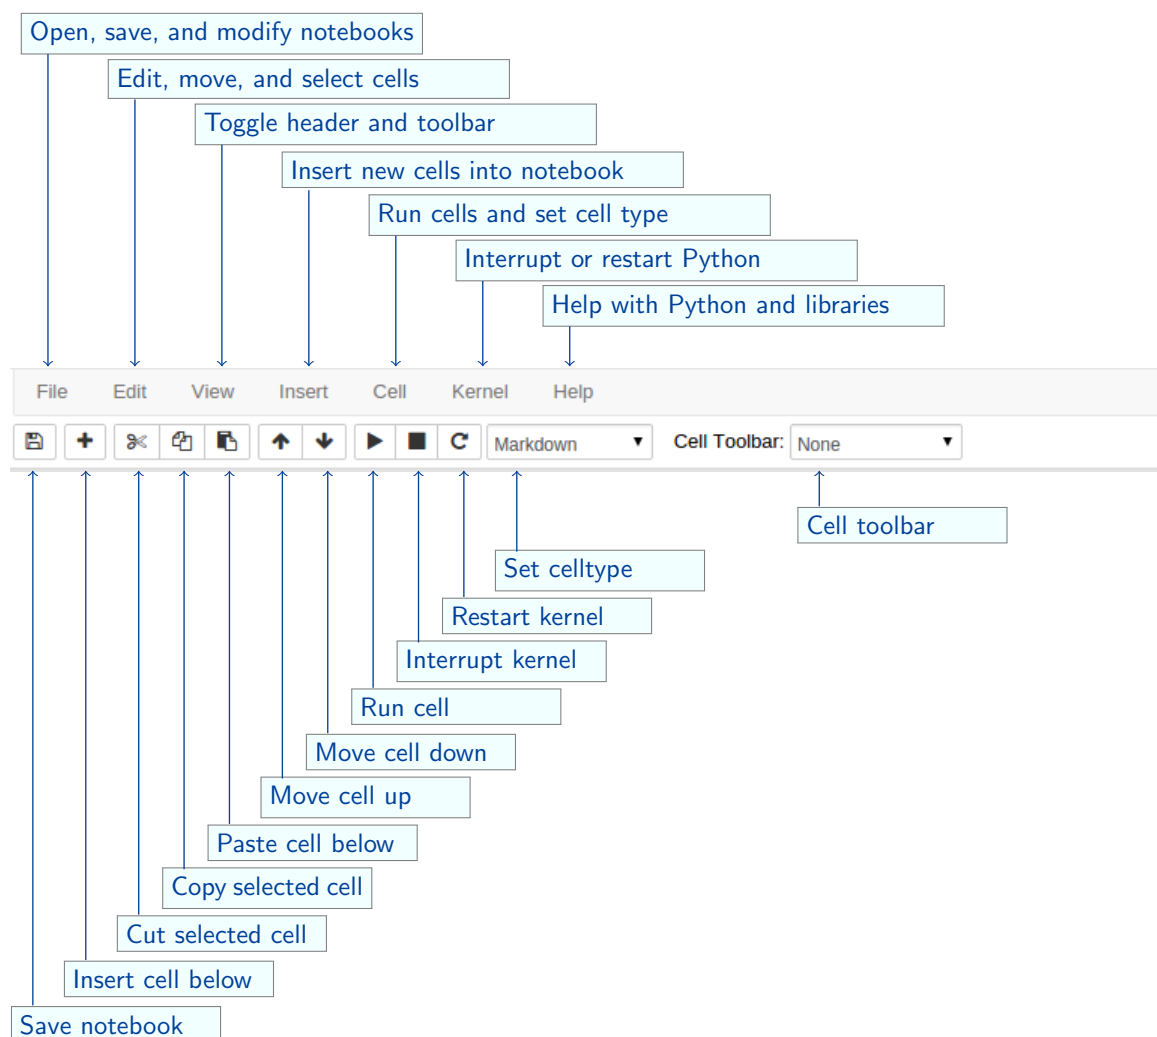 Open, save, and modify notebooks
Edit, move, and select cells
Toggle header and toolbar
Insert new cells into notebook
Run cells and set cell type
Interrupt or restart Python
Help with Python and libraries
File Edit View Insert Cell Kernel Help
Markdown Cell Toolbar: None
Cell toolbar
Set celltype
Restart kernel
Interrupt kernel
Run cell
Move cell down
Move cell up
Paste cell below
Copy selected cell
Cut selected cell
Insert cell below
Save notebook